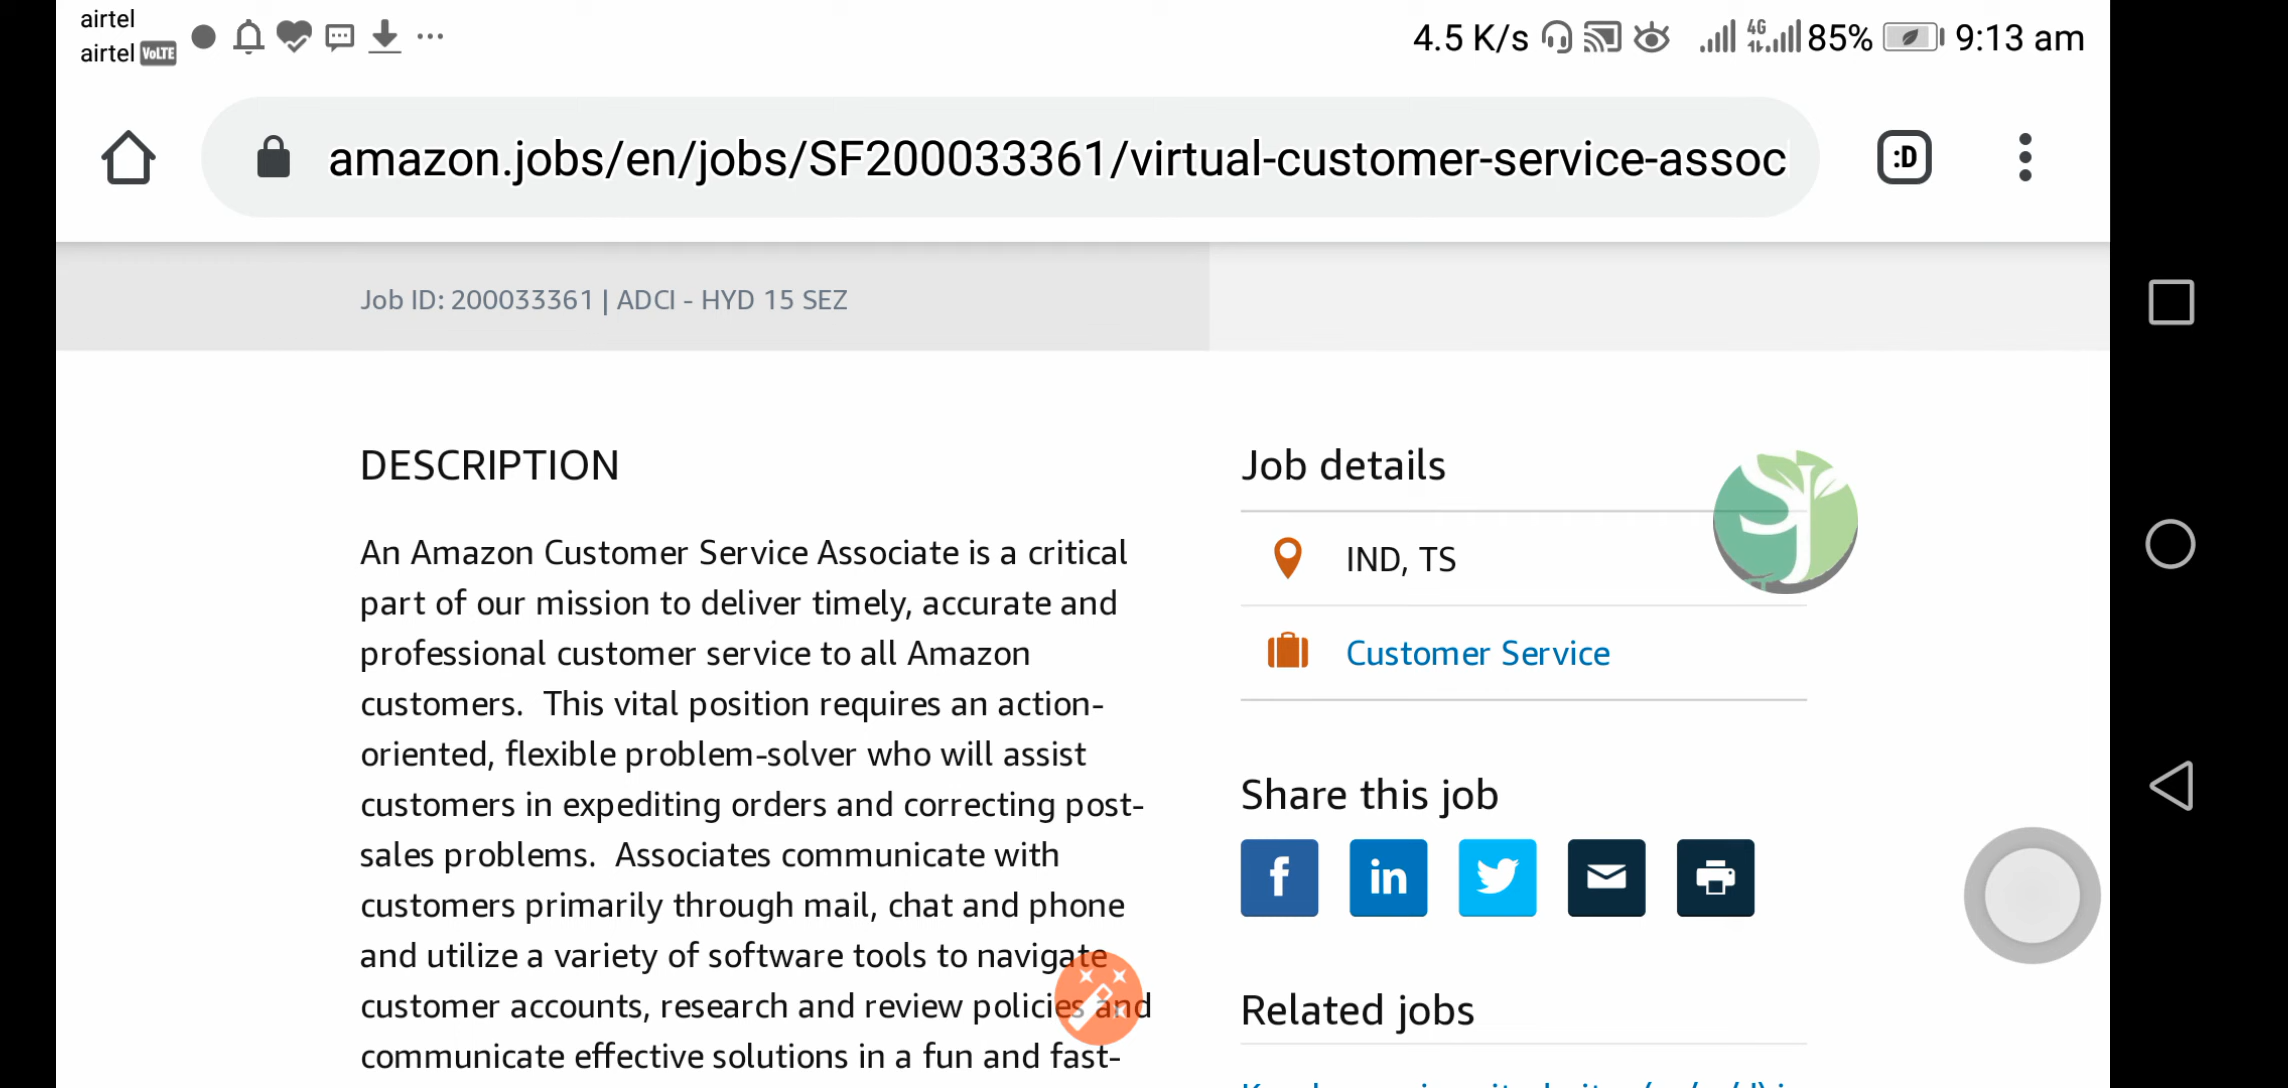 airtel
airtel VoLTE
4.5 K/s 4G 85% 9:13 am
amazon.jobs/en/jobs/SF200033361/virtual-customer-service-assoc
:D
Job ID: 200033361 | ADCI - HYD 15 SEZ
DESCRIPTION
An Amazon Customer Service Associate is a critical
part of our mission to deliver timely, accurate and
professional customer service to all Amazon
customers.  This vital position requires an action-
oriented, flexible problem-solver who will assist
customers in expediting orders and correcting post-
sales problems.  Associates communicate with
customers primarily through mail, chat and phone
and utilize a variety of software tools to navigate
customer accounts, research and review policies and
communicate effective solutions in a fun and fast-
Job details
IND, TS
Customer Service
Share this job
Related jobs